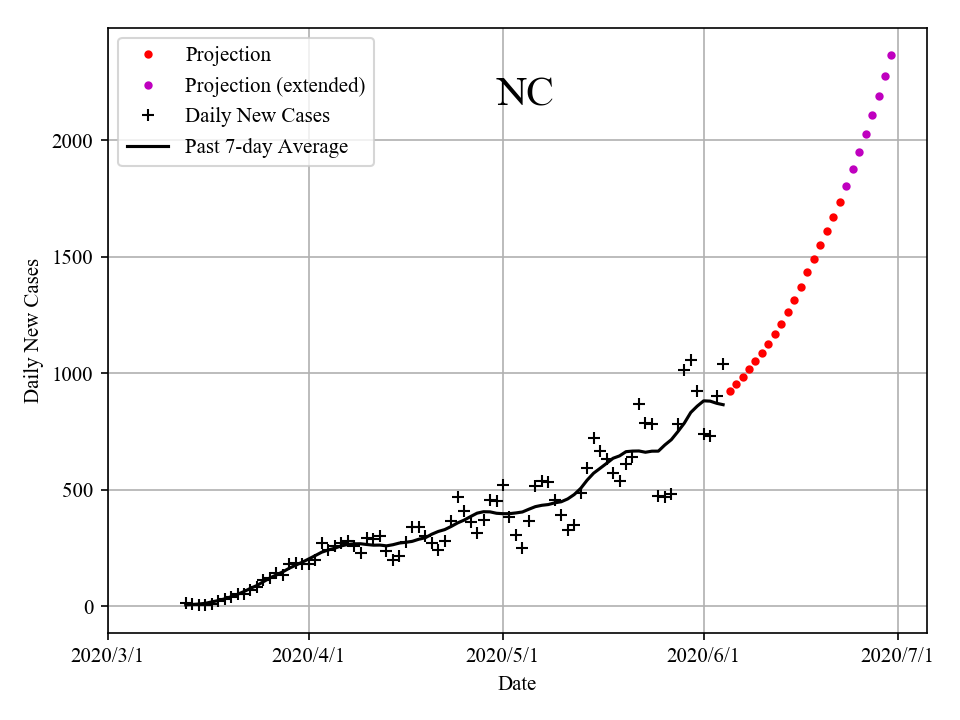 NC
Projection
Projection (extended)
Daily New Cases
Past 7-day Average
Daily New Cases
2000
1500
1000
500
0
2020/3/1 2020/4/1 2020/5/1 2020/6/1 2020/7/1
Date